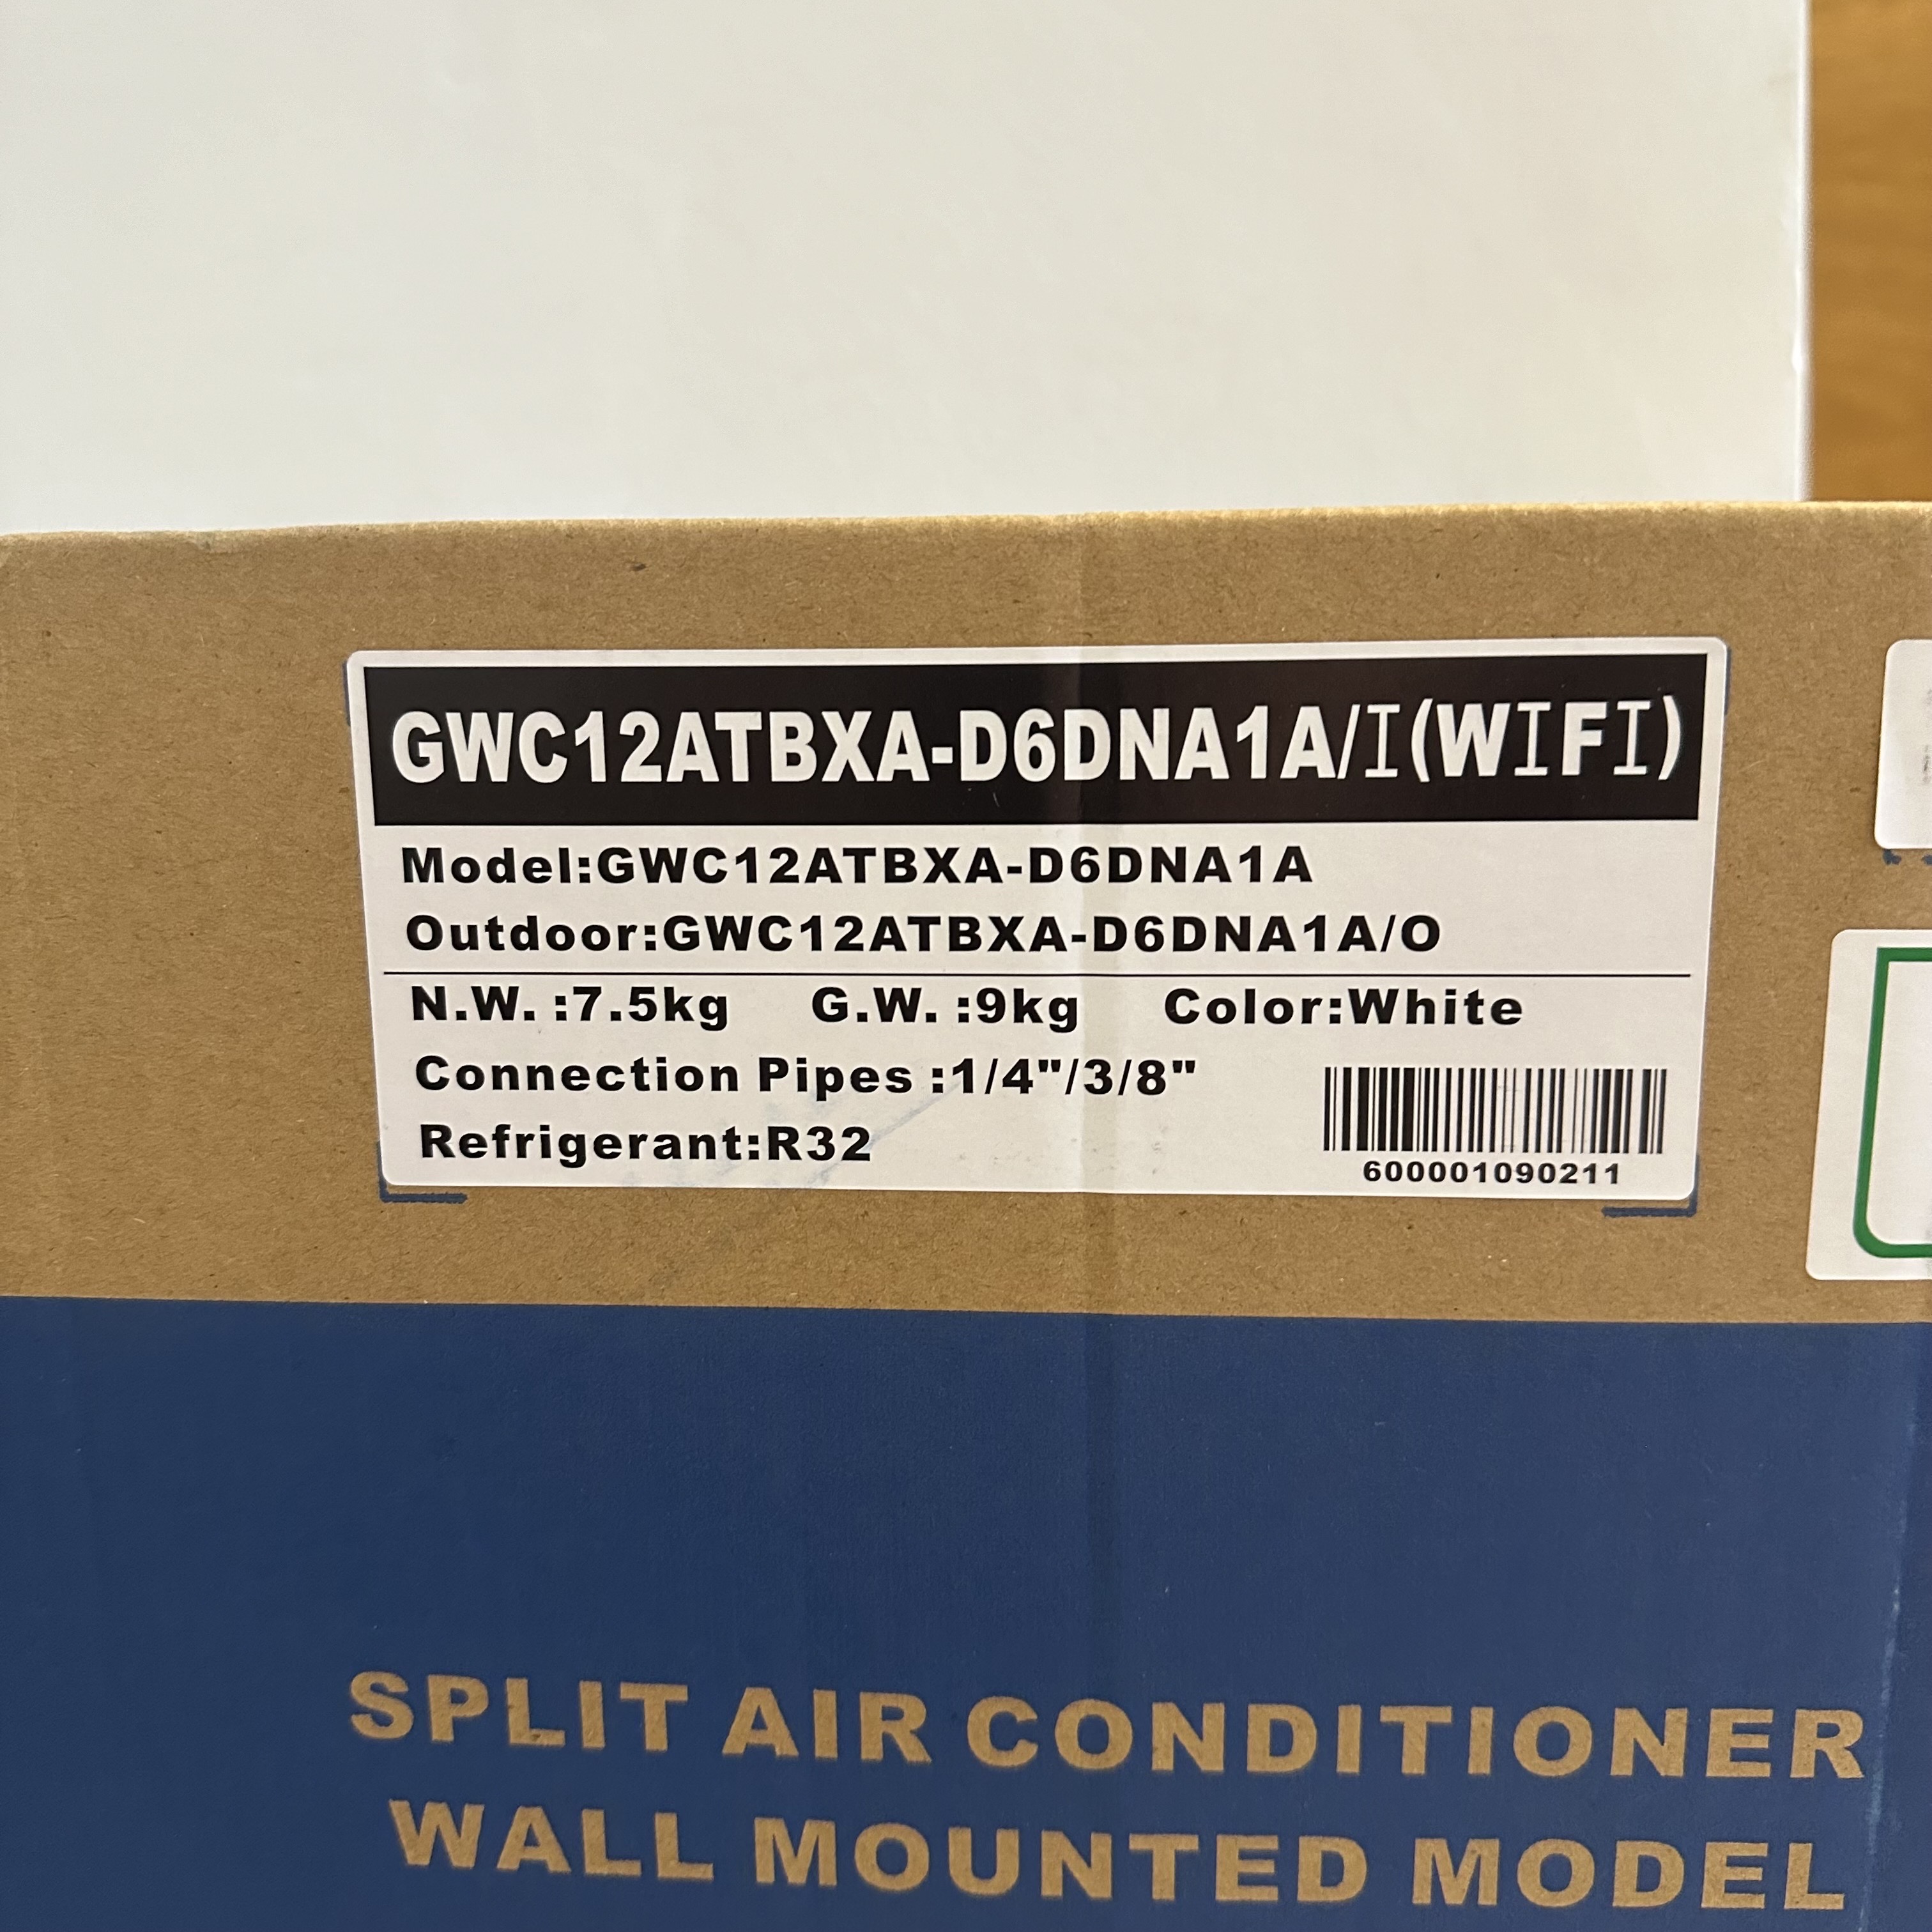 GWC12ATBXA-D6DNA1A/I(WIFI)
Model:GWC12ATBXA-D6DNA1A
Outdoor:GWC12ATBXA-D6DNA1A/O
N.W. :7.5kg G.W. :9kg Color:White
Connection Pipes :1/4"/3/8"
Refrigerant:R32
600001090211
SPLIT AIR CONDITIONER
WALL MOUNTED MODEL